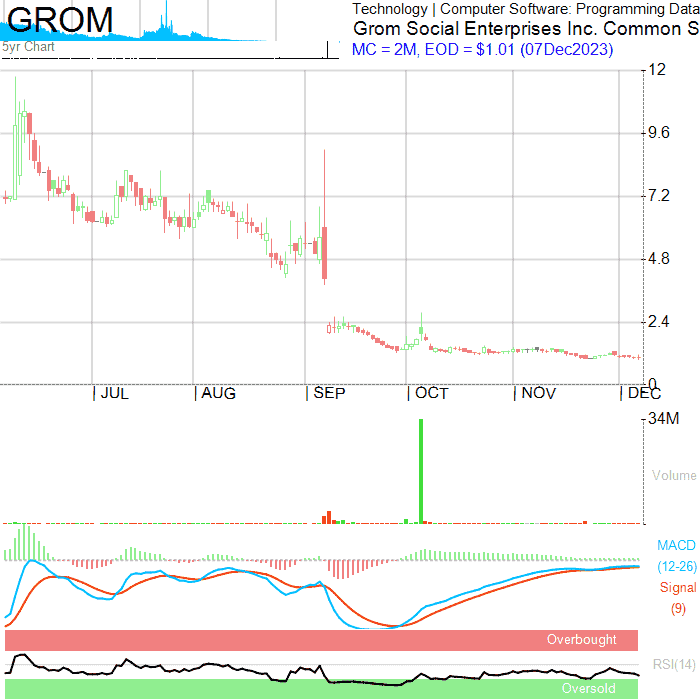 GROM
Technology | Computer Software: Programming Data
Grom Social Enterprises Inc. Common S
5yr Chart
MC = 2M, EOD = $1.01 (07Dec2023)
12
9.6
7.2
4.8
2.4
0
JUL AUG SEP OCT NOV DEC
34M
Volume
MACD
(12-26)
Signal
(9)
Overbought
RSI(14)
Oversold